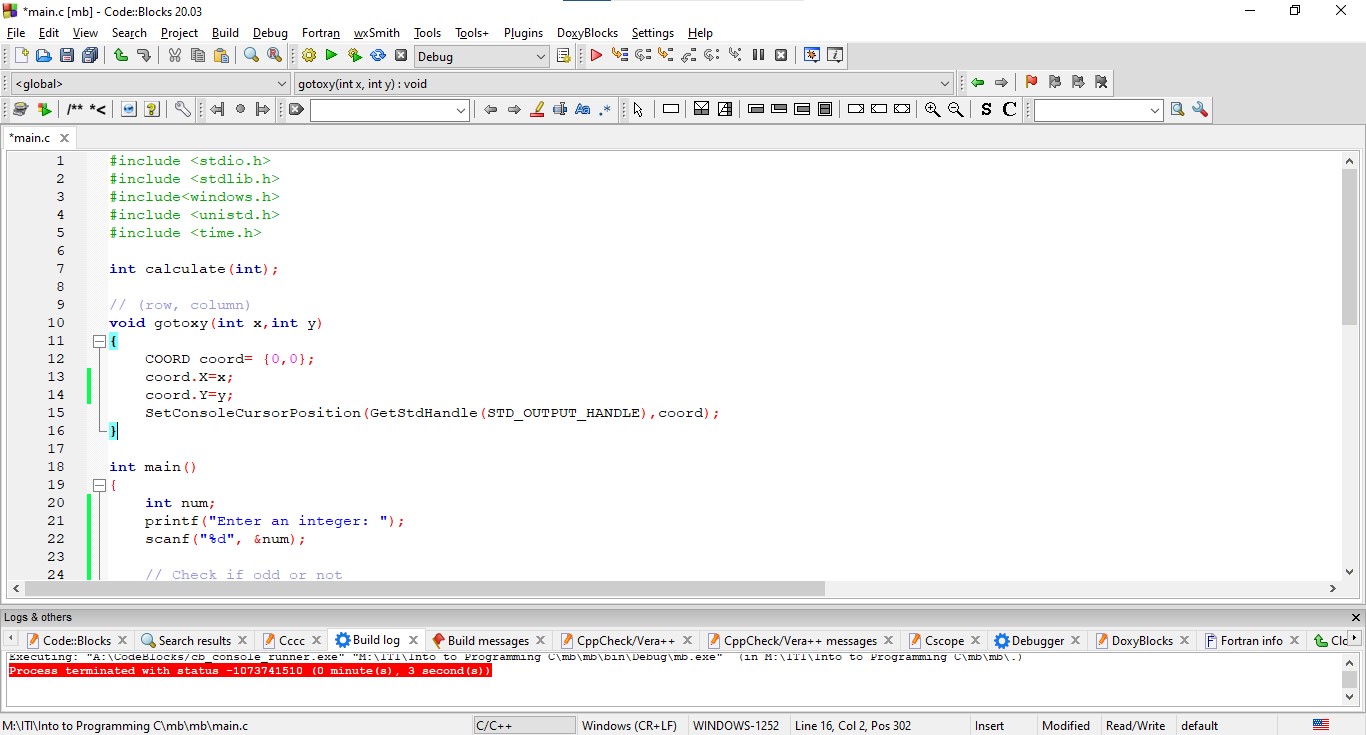 *main.c [mb] - Code::Blocks 20.03
File Edit View Search Project Build Debug Fortran wxSmith Tools Tools+ Plugins DoxyBlocks Settings Help
Debug
<global> gotoxy(int x, int y) : void
/** *< Aa .* S C
*main.c
1 #include <stdio.h>
2 #include <stdlib.h>
3 #include<windows.h>
4 #include <unistd.h>
5 #include <time.h>
6
7 int calculate(int);
8
9 // (row, column)
10 void gotoxy(int x,int y)
11 {
12 COORD coord= {0,0};
13 coord.X=x;
14 coord.Y=y;
15 SetConsoleCursorPosition(GetStdHandle(STD_OUTPUT_HANDLE),coord);
16 }
17
18 int main()
19 {
20 int num;
21 printf("Enter an integer: ");
22 scanf("%d", &num);
23
24 // Check if odd or not
Logs & others
Code::Blocks Search results Cccc Build log Build messages CppCheck/Vera++ CppCheck/Vera++ messages Cscope Debugger DoxyBlocks Fortran info Clo
Executing: "A:\CodeBlocks/cb_console_runner.exe" "M:\ITI\Into to Programming C\mb\mb\bin\Debug\mb.exe" (in M:\ITI\Into to Programming C\mb\mb\.)
Process terminated with status -1073741510 (0 minute(s), 3 second(s))
M:\ITI\Into to Programming C\mb\mb\main.c C/C++ Windows (CR+LF) WINDOWS-1252 Line 16, Col 2, Pos 302 Insert Modified Read/Write default